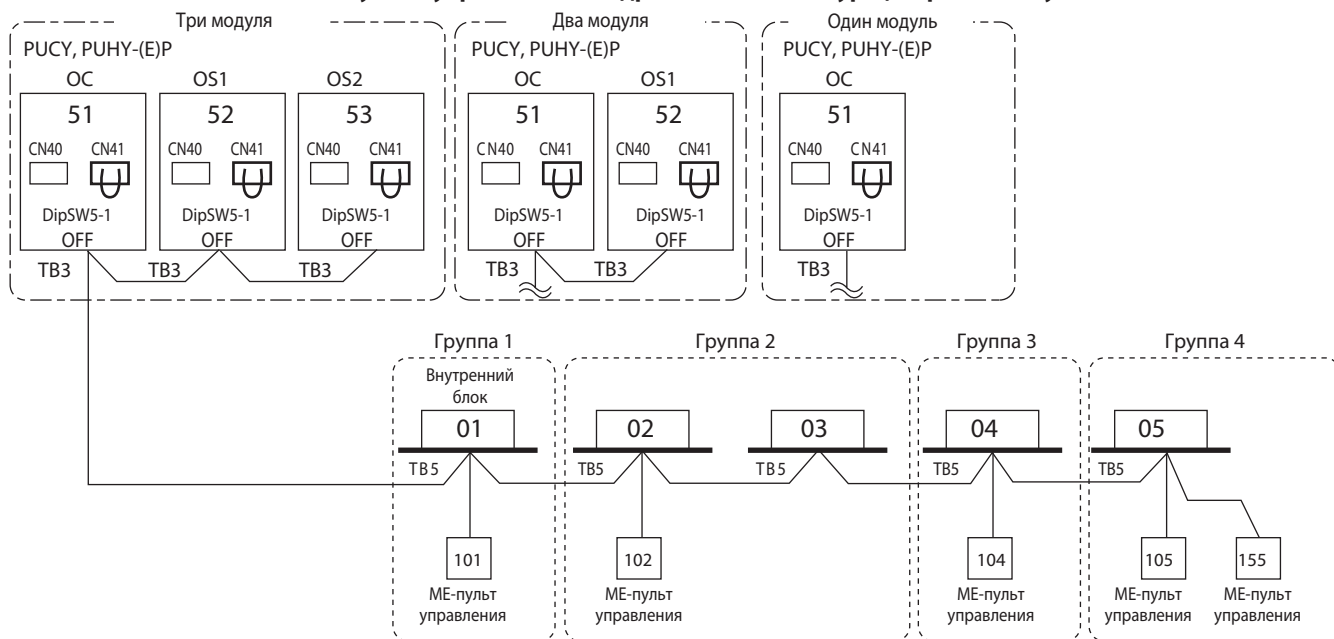 Три модуля
Два модуля
Один модуль
PUCY, PUHY-(E)P
PUCY, PUHY-(E)P
PUCY, PUHY-(E)P
OC
OS1
OS2
OC
OS1
OC
51
52
53
51
52
51
CN40 CN41
CN40 CN41
CN40 CN41
CN40 CN41
CN40 CN41
CN40 CN41
DipSW5-1
DipSW5-1
DipSW5-1
DipSW5-1
DipSW5-1
DipSW5-1
OFF
OFF
OFF
OFF
OFF
OFF
TB3
TB3
TB3
TB3
TB3
TB3
Группа 1
Группа 2
Группа 3
Группа 4
Внутренний
блок
01
02
03
04
05
TB5
TB5
TB5
TB5
TB5
101
102
104
105
155
ME-пульт
управления
ME-пульт
управления
ME-пульт
управления
ME-пульт
управления
ME-пульт
управления